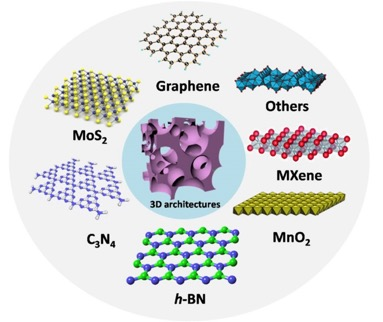 Graphene
Others
MoS₂
MXene
3D architectures
C₃N₄
MnO₂
h-BN